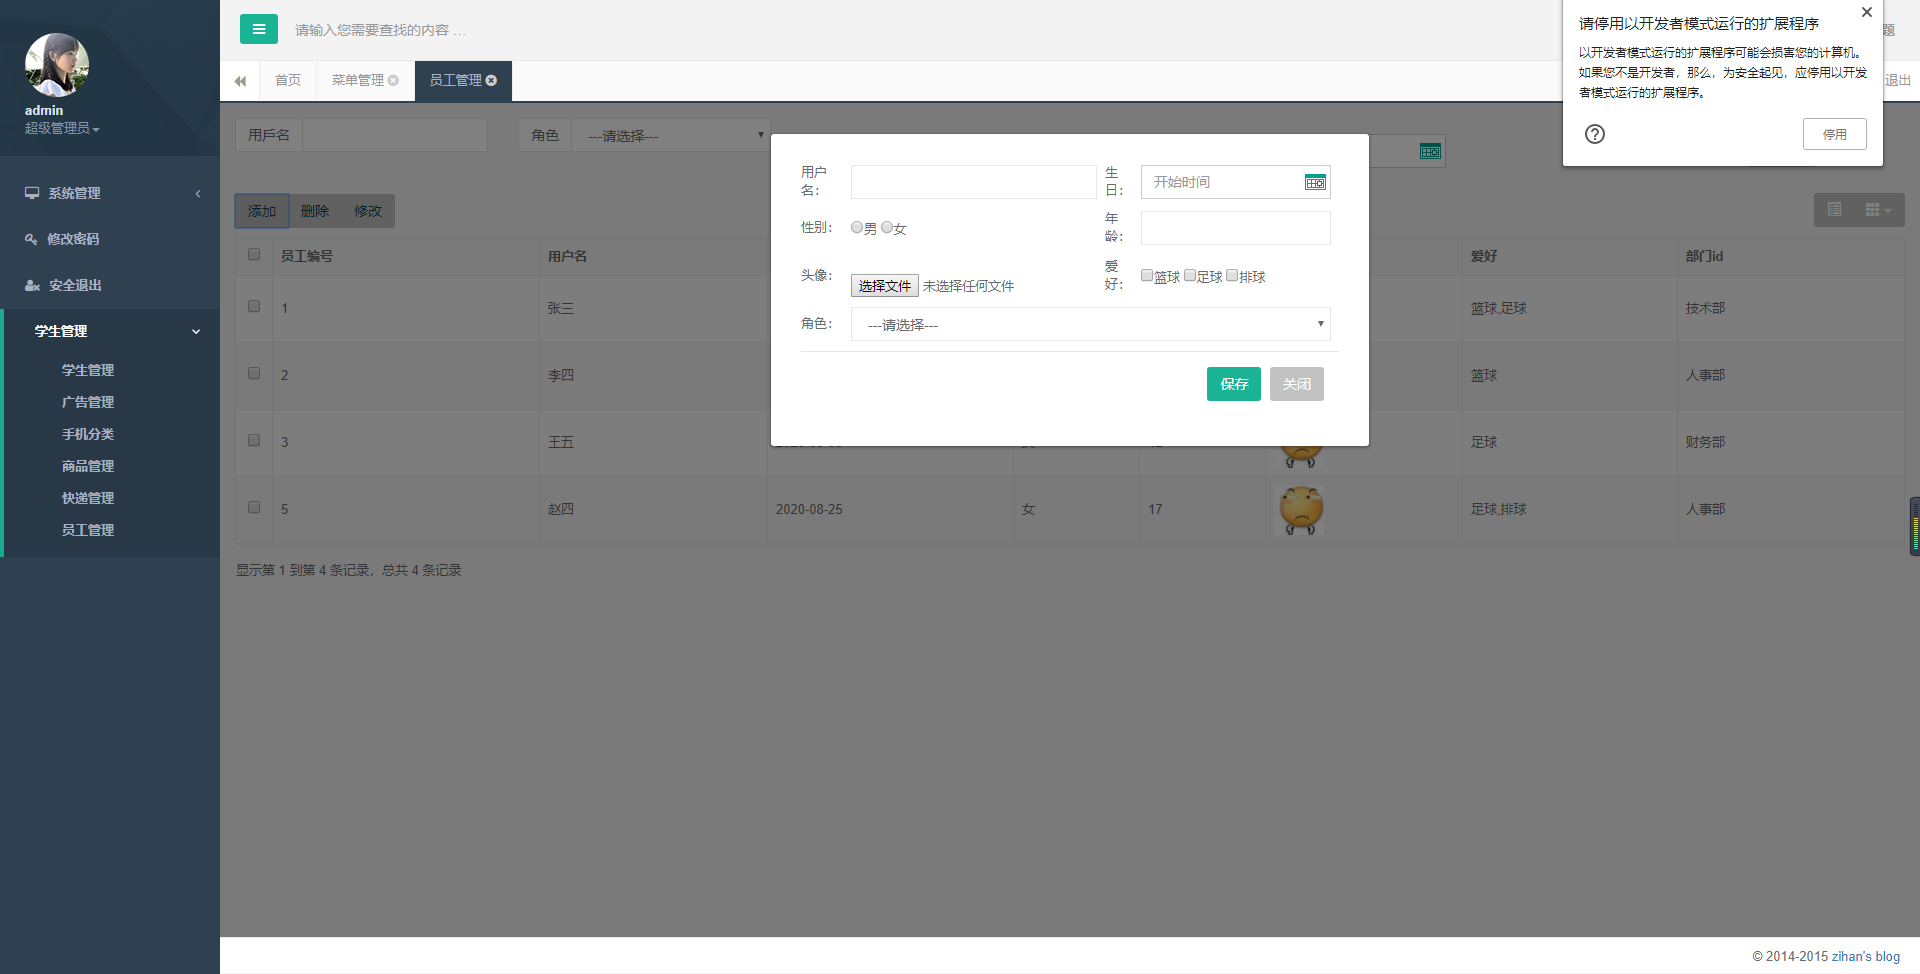 admin
超级管理员
系统管理
修改密码
安全退出
学生管理
学生管理
广告管理
手机分类
商品管理
快递管理
员工管理
请输入您需要查找的内容 …
首页
菜单管理
员工管理
退出
题
请停用以开发者模式运行的扩展程序
以开发者模式运行的扩展程序可能会损害您的计算机。
如果您不是开发者，那么，为安全起见，应停用以开发
者模式运行的扩展程序。
停用
用戶名
角色 ---请选择---
添加 删除 修改
员工编号 用户名 爱好 部门id
1 张三 篮球,足球 技术部
2 李四 篮球 人事部
3 王五 足球 财务部
5 赵四 2020-08-25 女 17 足球,排球 人事部
显示第 1 到第 4 条记录，总共 4 条记录
用户
名：
生
日：
开始时间
性别：
男 女
年
龄：
头像：
选择文件 未选择任何文件
爱
好：
篮球 足球 排球
角色：
---请选择---
保存 关闭
© 2014-2015 zihan's blog